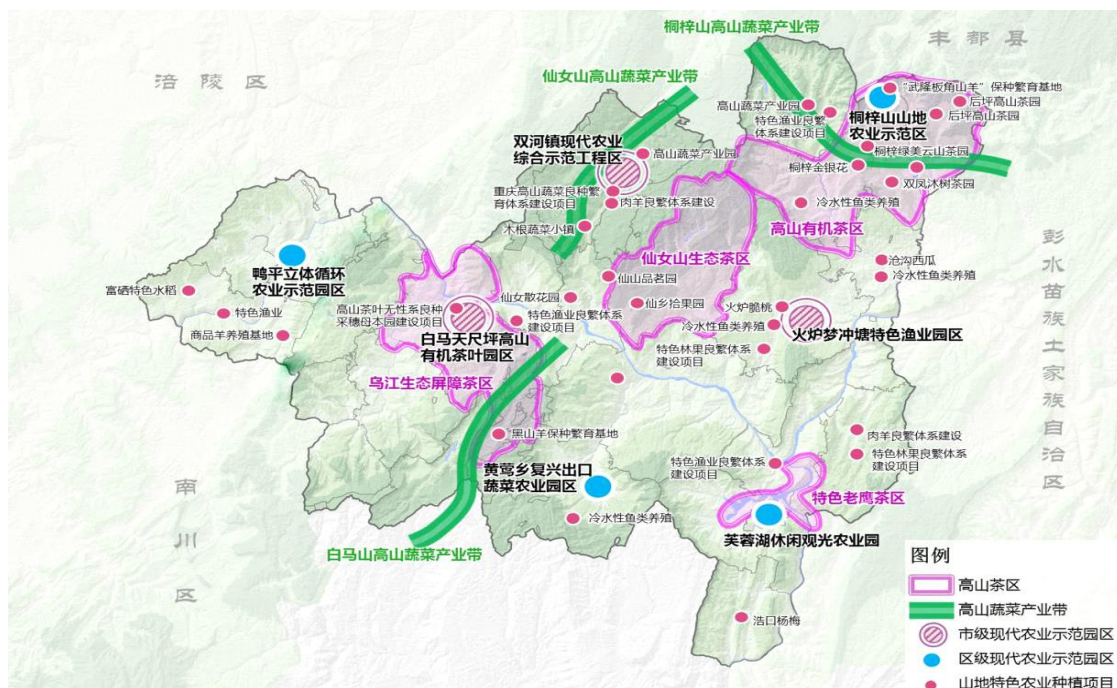 桐梓山高山蔬菜产业带
丰都县
涪陵区
仙女山高山蔬菜产业带
“武隆板角山羊”保种繁育基地
高山蔬菜产业园
后坪高山茶园
特色渔业良繁
体系建设项目
桐梓山山地
农业示范区
后坪高山茶园
双河镇现代农业
综合示范工程区
高山蔬菜产业园
桐梓绿美云山茶园
桐梓金银花
双凤沐树茶园
重庆高山蔬菜良种繁
育体系建设项目
肉羊良繁体系建设
冷水性鱼类养殖
木根蔬菜小镇
高山有机茶区
仙女山生态茶区
彭水苗族土家族自治区
沧沟西瓜
冷水性鱼类养殖
鸭平立体循环
农业示范园区
仙山品茗园
富硒特色水稻
仙女散花园
仙乡拾果园
火炉脆桃
高山茶叶无性系良种
采穗母本园建设项目
特色渔业
特色渔业良繁体系
建设项目
冷水性鱼类养殖
商品羊养殖基地
白马天尺坪高山
有机茶叶园区
火炉梦冲塘特色渔业园区
特色林果良繁体系
建设项目
乌江生态屏障茶区
黑山羊保种繁育基地
肉羊良繁体系建设
特色林果良繁体系
建设项目
黄莺乡复兴出口
蔬菜农业园区
特色渔业良繁体系
建设项目
南川区
特色老鹰茶区
冷水性鱼类养殖
芙蓉湖休闲观光农业园
白马山高山蔬菜产业带
浩口杨梅
图例
高山茶区
高山蔬菜产业带
市级现代农业示范园区
区级现代农业示范园区
山地特色农业种植项目